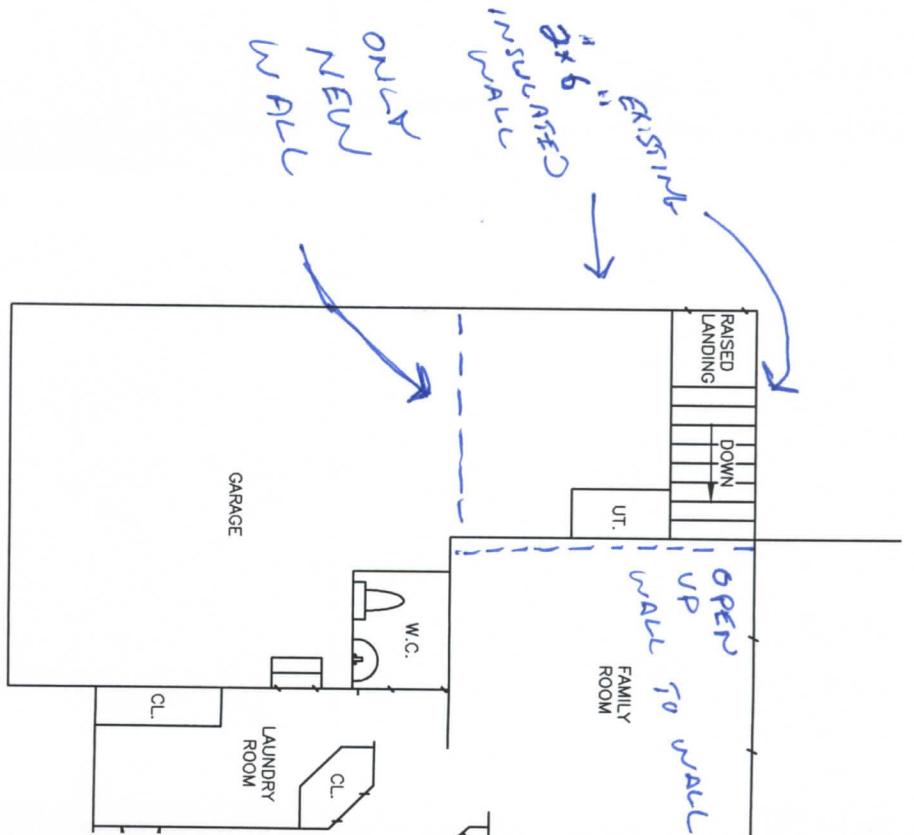 2"x6" EXISTING
INSULATED
WALL
ONLY
NEW
WALL
RAISED
LANDING
DOWN
UT.
OPEN
UP
WALL TO WALL
FAMILY
ROOM
GARAGE
W.C.
CL.
LAUNDRY
ROOM
CL.